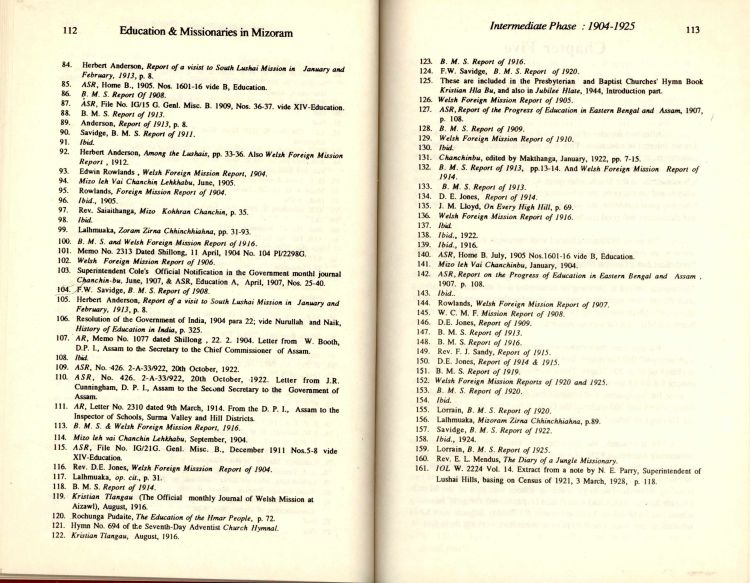 112 Education & Missionaries in Mizoram
84. Herbert Anderson, Report of a visist to South Lushai Mission in January and
February, 1913, p. 8.
85. ASR, Home B., 1905. Nos. 1601-16 vide B, Education.
86. B. M. S. Report Of 1908.
87. ASR, File No. IG/15 G. Genl. Misc. B. 1909, Nos. 36-37. vide XIV-Education.
88. B. M. S. Report of 1913.
89. Anderson, Report of 1913, p. 8.
90. Savidge, B. M. S. Report of 1911.
91. Ibid.
92. Herbert Anderson, Among the Lushais, pp. 33-36. Also Welsh Foreign Mission
Report , 1912.
93. Edwin Rowlands , Welsh Foreign Mission Report, 1904.
94. Mizo leh Vai Chanchin Lehkhabu, June, 1905.
95. Rowlands, Foreign Mission Report of 1904.
96. Ibid., 1905.
97. Rev. Saiaithanga, Mizo Kohhran Chanchin, p. 35.
98. Ibid.
99. Lalhmuaka, Zoram Zirna Chhinchhiahna, pp. 31-93.
100. B. M. S. and Welsh Foreign Mission Report of 1916.
101. Memo No. 2313 Dated Shillong, 11 April, 1904 No. 104 PI/2298G.
102. Welsh Foreign Mission Report of 1906.
103. Superintendent Cole's Official Notification in the Government monthly journal
Chanchin-bu, June, 1907, & ASR, Education A, April, 1907, Nos. 25-40.
104. F.W. Savidge, B. M. S. Report of 1908.
105. Herbert Anderson, Report of a visit to South Lushai Mission in January and
February, 1913, p. 8.
106. Resolution of the Government of India, 1904 para 22; vide Nurullah and Naik,
History of Education in India, p. 325.
107. AR, Memo No. 1077 dated Shillong , 22. 2. 1904. Letter from W. Booth,
D.P. I., Assam to the Secretary to the Chief Commissioner of Assam.
108. Ibid.
109. ASR, No. 426. 2-A-33/922, 20th October, 1922.
110. ASR, No. 426. 2-A-33/922, 20th October, 1922. Letter from J.R.
Cunningham, D. P. I., Assam to the Second Secretary to the Government of
Assam.
111. AR, Letter No. 2310 dated 9th March, 1914. From the D. P. I., Assam to the
Inspector of Schools, Surma Valley and Hill Districts.
113. B. M. S. & Welsh Foreign Mission Report, 1916.
114. Mizo leh vai Chanchin Lehkhabu, September, 1904.
115. ASR, File No. IG/21G. Genl. Misc. B., December 1911 Nos.5-8 vide
XIV-Education.
116. Rev. D.E. Jones, Welsh Foreign Misssion Report of 1904.
117. Lalhmuaka, op. cit., p. 31.
118. B. M. S. Report of 1914.
119. Kristian Tlangau (The Official monthly Journal of Welsh Mission at
Aizawl), August, 1916.
120. Rochunga Pudaite, The Education of the Hmar People, p. 72.
121. Hymn No. 694 of the Seventh-Day Adventist Church Hymnal.
122. Kristian Tlangau, August, 1916.
Intermediate Phase : 1904-1925 113
123. B. M. S. Report of 1916.
124. F.W. Savidge, B. M. S. Report of 1920.
125. These are included in the Presbyterian and Baptist Churches' Hymn Book
Kristian Hla Bu, and also in Jubilee Hlate, 1944, Introduction part.
126. Welsh Foreign Mission Report of 1905.
127. ASR, Report of the Progress of Education in Eastern Bengal and Assam, 1907,
p. 108.
128. B. M. S. Report of 1909.
129. Welsh Foreign Mission Report of 1910.
130. Ibid.
131. Chanchinbu, edited by Makthanga, January, 1922, pp. 7-15.
132. B. M. S. Report of 1913, pp.13-14. And Welsh Foreign Mission Report of
1914.
133. B. M. S. Report of 1913.
134. D. E. Jones, Report of 1914.
135. J. M. Lloyd, On Every High Hill, p. 69.
136. Welsh Foreign Mission Report of 1916.
137. Ibid.
138. Ibid., 1922.
139. Ibid., 1916.
140. ASR, Home B. July, 1905 Nos.1601-16 vide B, Education.
141. Mizo leh Vai Chanchinbu, January, 1904.
142. ASR, Report on the Progress of Education in Eastern Bengal and Assam ,
1907. p. 108.
143. Ibid..
144. Rowlands, Welsh Foreign Mission Report of 1907.
145. W. C. M. F. Mission Report of 1908.
146. D.E. Jones, Report of 1909.
147. B. M. S. Report of 1913.
148. B. M. S. Report of 1916.
149. Rev. F. J. Sandy, Report of 1915.
150. D.E. Jones, Report of 1914 & 1915.
151. B. M. S. Report of 1919.
152. Welsh Foreign Mission Reports of 1920 and 1925.
153. B. M. S. Report of 1920.
154. Ibid.
155. Lorrain, B. M. S. Report of 1920.
156. Lalhmuaka, Mizoram Zirna Chhinchhiahna, p.89.
157. Savidge, B. M. S. Report of 1922.
158. Ibid., 1924.
159. Lorrain, B. M. S. Report of 1925.
160. Rev. E. L. Mendus, The Diary of a Jungle Missionary.
161. IOL W. 2224 Vol. 14. Extract from a note by N. E. Parry, Superintendent of
Lushai Hills, basing on Census of 1921, 3 March, 1928, p. 118.